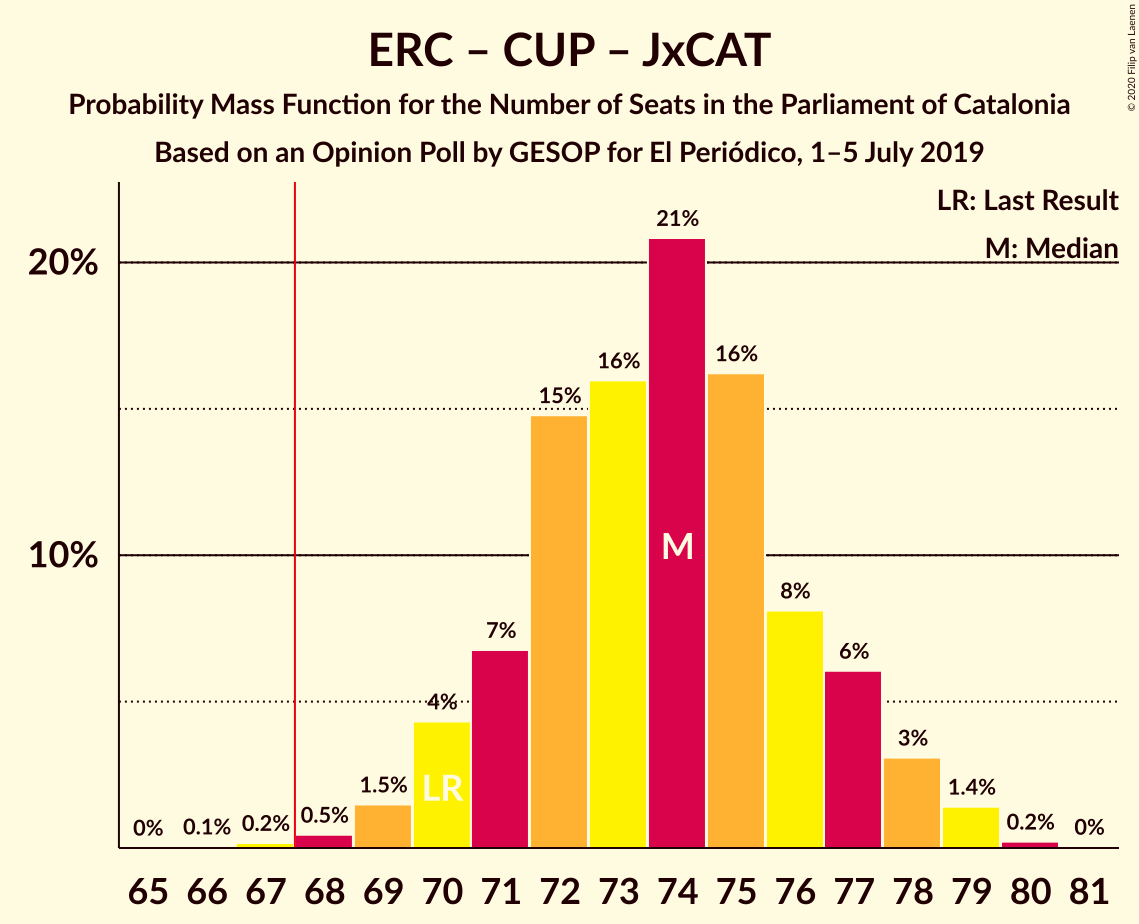 ERC – CUP – JxCAT
Probability Mass Function for the Number of Seats in the Parliament of Catalonia
Based on an Opinion Poll by GESOP for El Periódico, 1–5 July 2019
© 2020 Filip van Laenen
LR: Last Result
M: Median
20%
10%
0%
0.1%
0.2%
0.5%
1.5%
4%
7%
15%
16%
21%
16%
8%
6%
3%
1.4%
0.2%
0%
LR
M
65 66 67 68 69 70 71 72 73 74 75 76 77 78 79 80 81